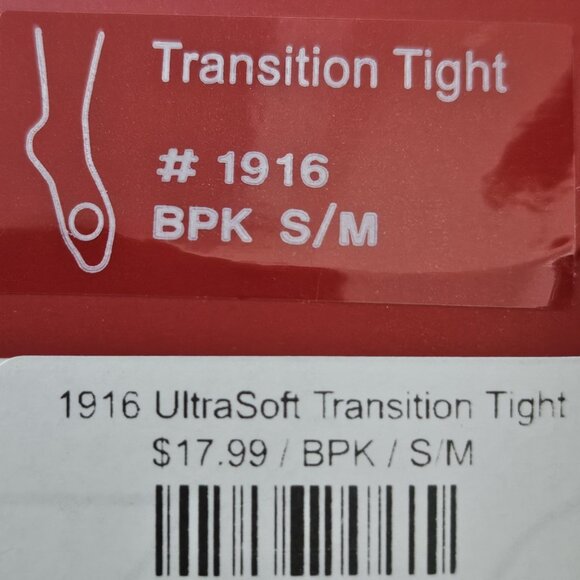 Transition Tight
# 1916
BPK S/M
1916 UltraSoft Transition Tight
$17.99 / BPK / S/M